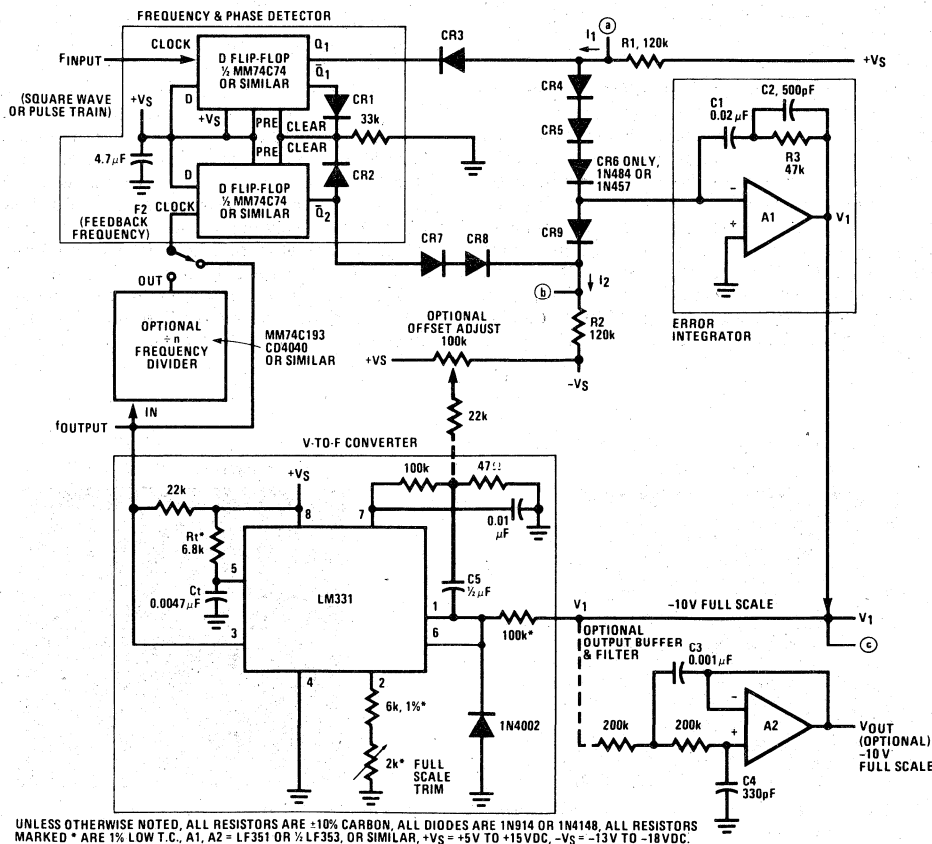 FREQUENCY & PHASE DETECTOR
CLOCK
FINPUT
D FLIP-FLOP
½ MM74C74
OR SIMILAR
Q1
Q̄1
CR3
I1
a
R1, 120k
+VS
(SQUARE WAVE
OR PULSE TRAIN)
+VS
D
+VS
PRE
CLEAR
CR1
33k
PRE
CLEAR
4.7µF
D
CR2
D FLIP-FLOP
½ MM74C74
OR SIMILAR
Q̄2
F2
CLOCK
(FEEDBACK
FREQUENCY)
CR4
CR5
CR6 ONLY,
1N484 OR
1N457
CR9
CR7
CR8
I2
b
R2
120k
-VS
C1
0.02µF
C2, 500pF
R3
47k
-
+
A1
V1
ERROR
INTEGRATOR
OUT
OPTIONAL
÷n
FREQUENCY
DIVIDER
MM74C193
CD4040
OR SIMILAR
IN
fOUTPUT
OPTIONAL
OFFSET ADJUST
100k
+VS
22k
V-TO-F CONVERTER
+VS
22k
8
100k
47Ω
7
0.01
µF
Rt*
6.8k
5
Ct
0.0047µF
LM331
C5
½µF
1
6
3
4
2
100k*
V1
-10V FULL SCALE
V1
c
OPTIONAL
OUTPUT BUFFER
& FILTER
C3
0.001µF
6k, 1%*
2k*
FULL
SCALE
TRIM
1N4002
200k
200k
-
+
A2
VOUT
(OPTIONAL)
-10V
FULL SCALE
C4
330pF
UNLESS OTHERWISE NOTED, ALL RESISTORS ARE ±10% CARBON, ALL DIODES ARE 1N914 OR 1N4148, ALL RESISTORS
MARKED * ARE 1% LOW T.C., A1, A2 = LF351 OR ½ LF353, OR SIMILAR, +VS = +5V TO +15VDC, -VS = -13V TO -18VDC.